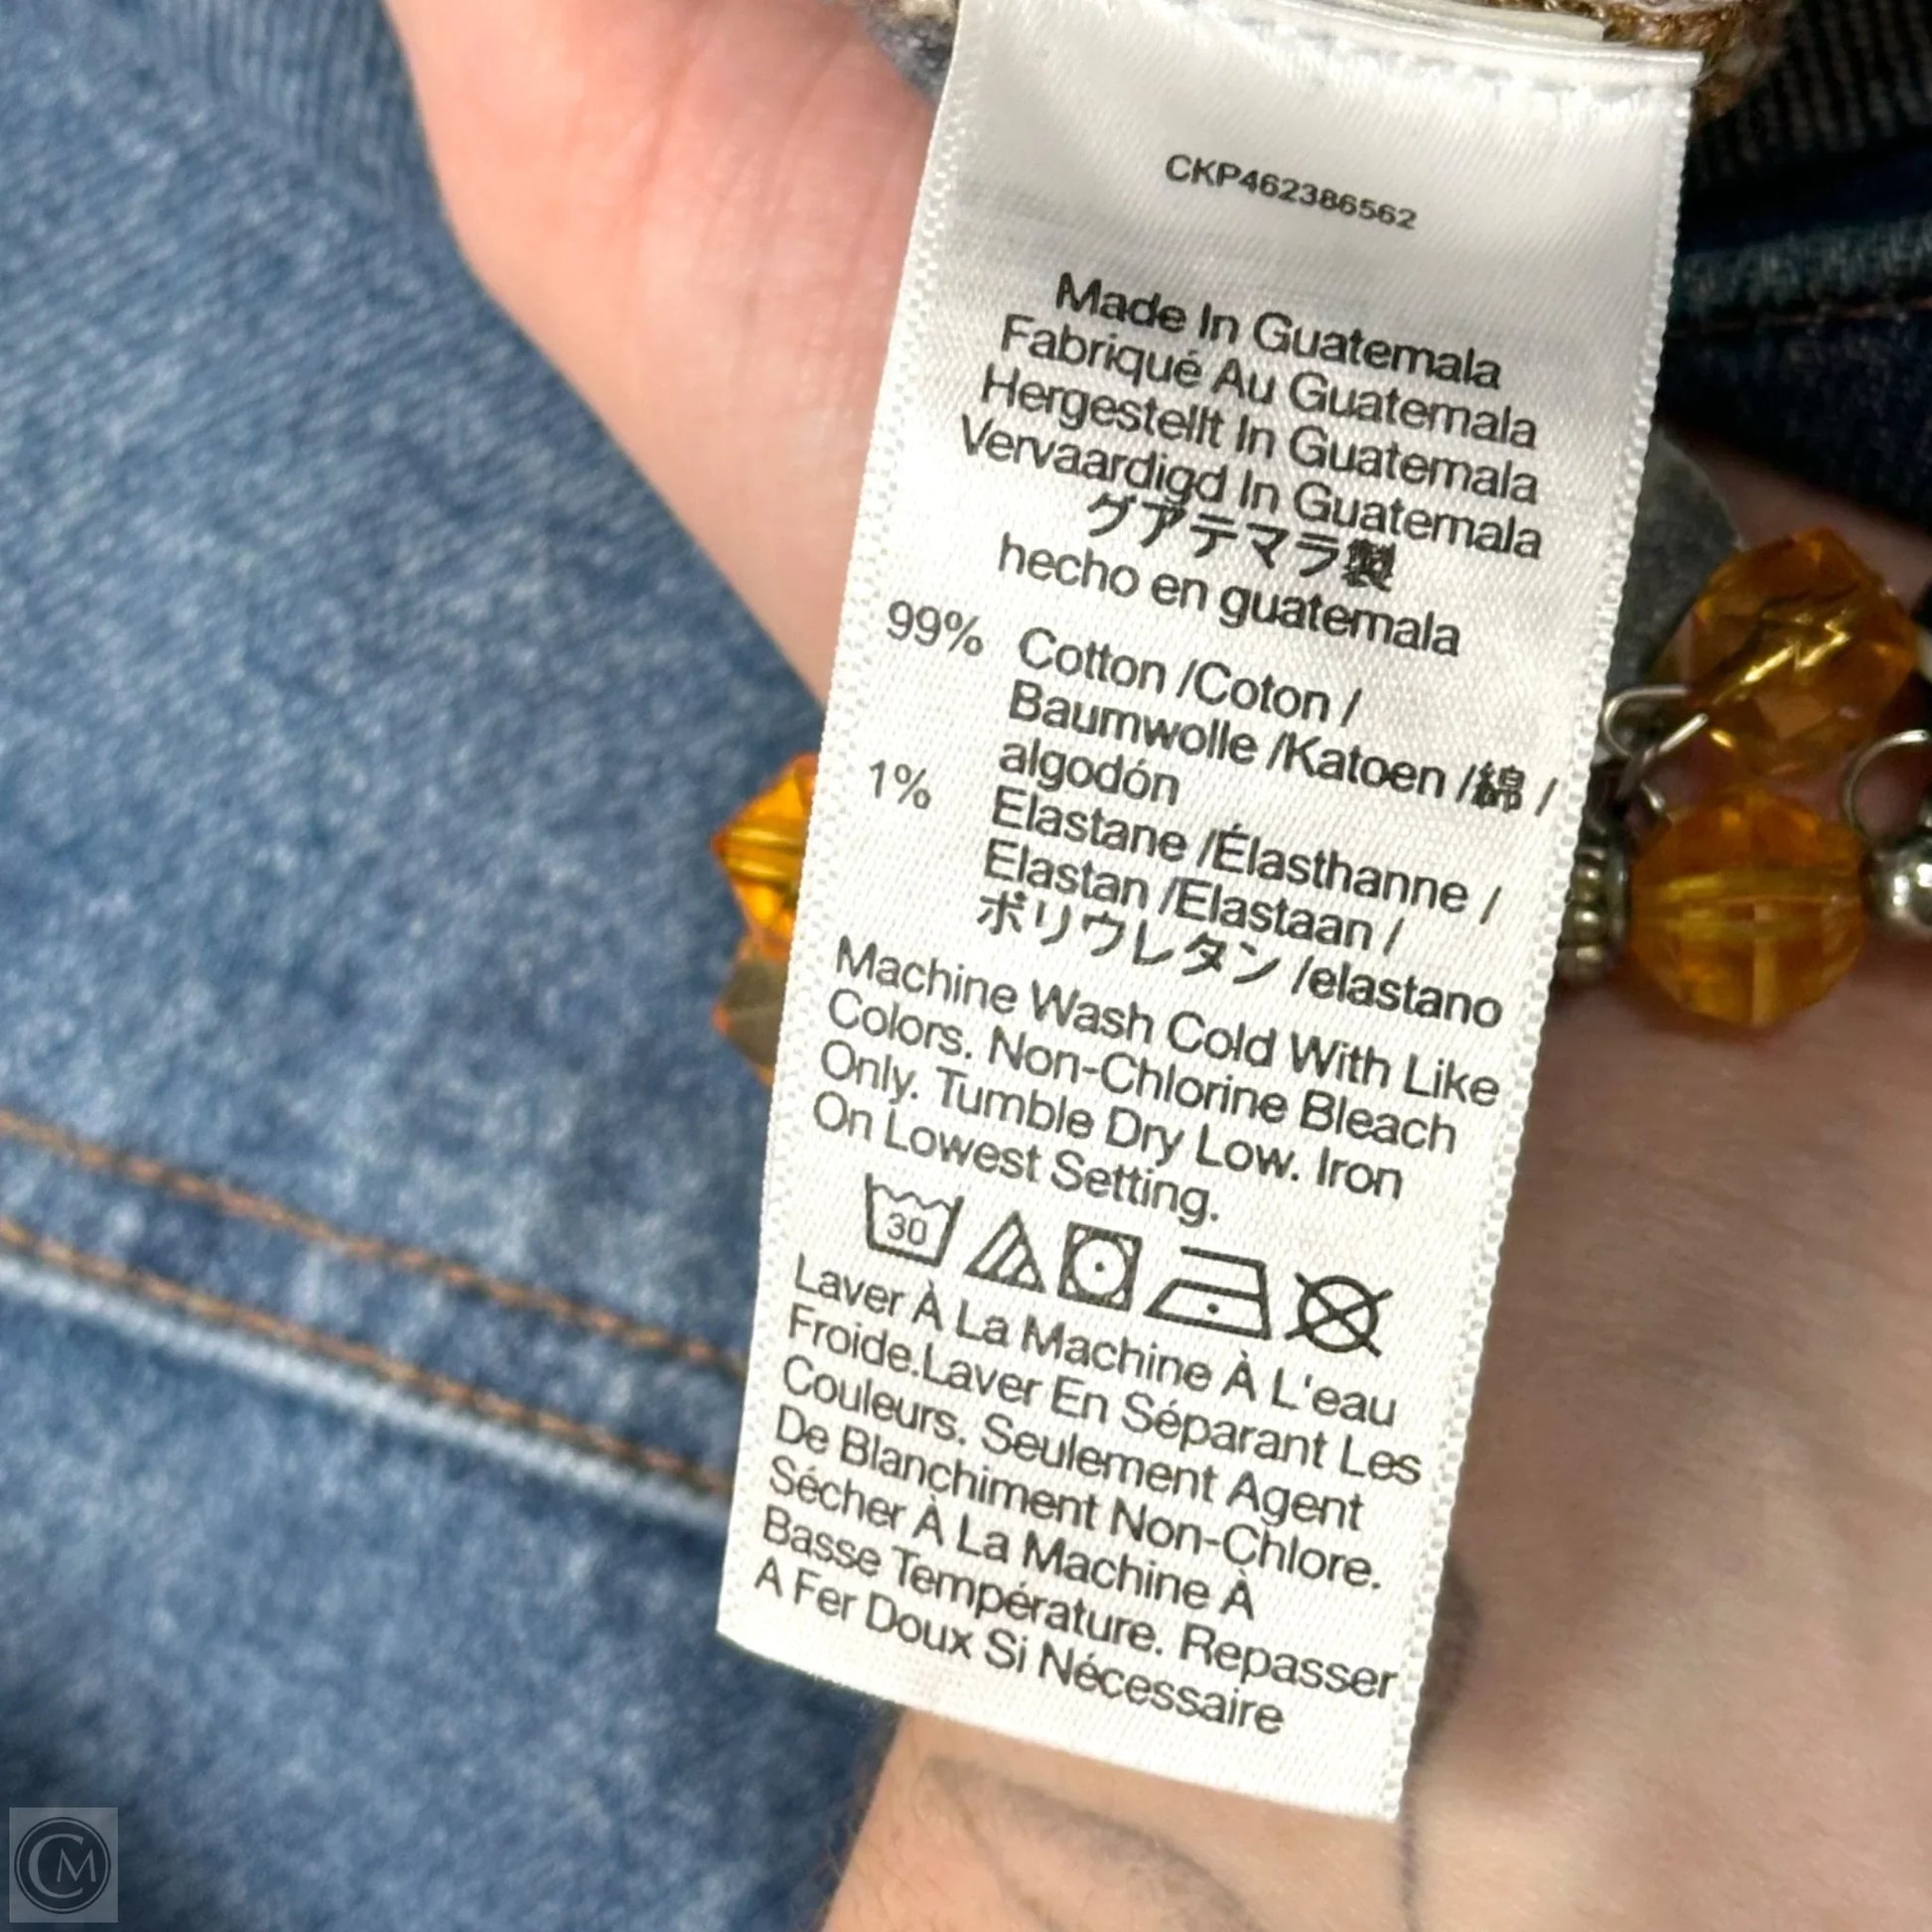 CKP462386562
Made In Guatemala
Fabriqué Au Guatemala
Hergestellt In Guatemala
Vervaardigd In Guatemala
グアテマラ製
hecho en guatemala
99% Cotton /Coton /
Baumwolle /Katoen /綿 /
algodón
1% Elastane /Élasthanne /
Elastan /Elastaan /
ポリウレタン /elastano
Machine Wash Cold With Like
Colors. Non-Chlorine Bleach
Only. Tumble Dry Low. Iron
On Lowest Setting.
30
Laver À La Machine À L'eau
Froide.Laver En Séparant Les
Couleurs. Seulement Agent
De Blanchiment Non-Chlore.
Sécher À La Machine À
Basse Température. Repasser
A Fer Doux Si Nécessaire
CM